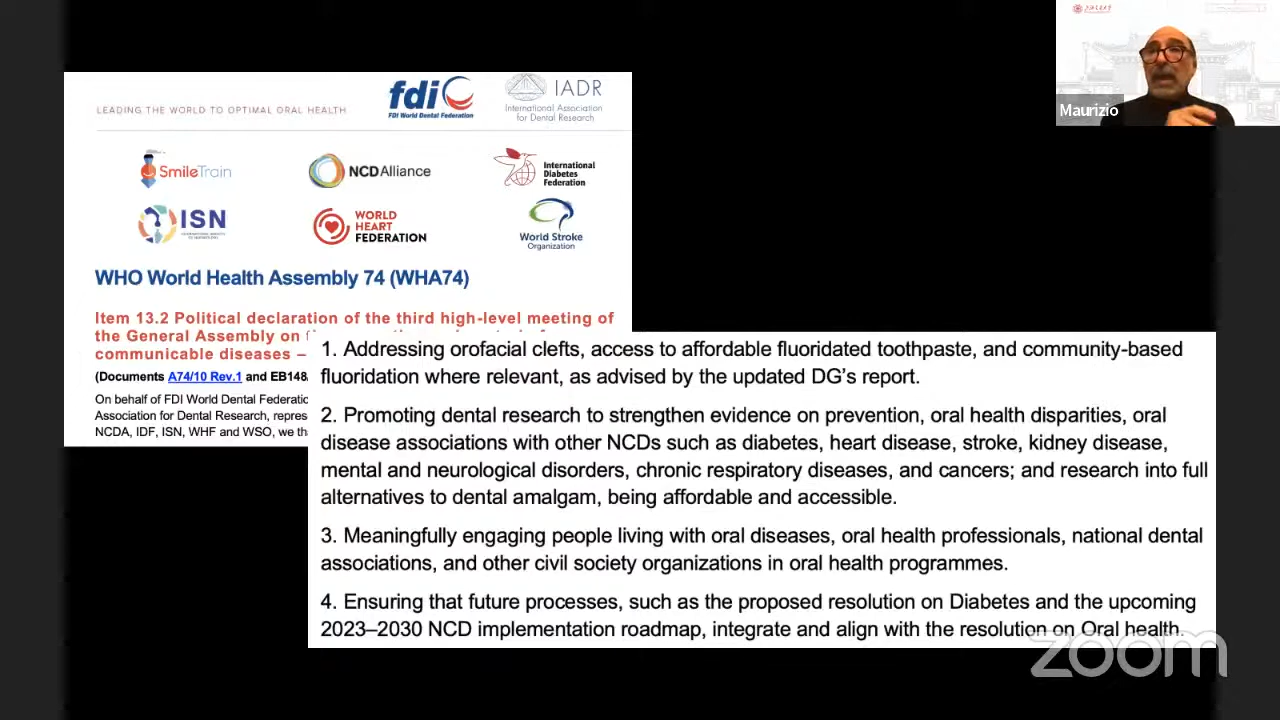 Maurizio
LEADING THE WORLD TO OPTIMAL ORAL HEALTH
fdi
FDI World Dental Federation
IADR
International Association
for Dental Research
SmileTrain
NCDAlliance
International
Diabetes
Federation
ISN
WORLD
HEART
FEDERATION
World Stroke
Organization
WHO World Health Assembly 74 (WHA74)
Item 13.2 Political declaration of the third high-level meeting of
the General Assembly on
communicable diseases –
(Documents A74/10 Rev.1 and EB148/
On behalf of FDI World Dental Federatio
Association for Dental Research, repres
NCDA, IDF, ISN, WHF and WSO, we tha
1. Addressing orofacial clefts, access to affordable fluoridated toothpaste, and community-based
fluoridation where relevant, as advised by the updated DG's report.
2. Promoting dental research to strengthen evidence on prevention, oral health disparities, oral
disease associations with other NCDs such as diabetes, heart disease, stroke, kidney disease,
mental and neurological disorders, chronic respiratory diseases, and cancers; and research into full
alternatives to dental amalgam, being affordable and accessible.
3. Meaningfully engaging people living with oral diseases, oral health professionals, national dental
associations, and other civil society organizations in oral health programmes.
4. Ensuring that future processes, such as the proposed resolution on Diabetes and the upcoming
2023–2030 NCD implementation roadmap, integrate and align with the resolution on Oral health.
zoom